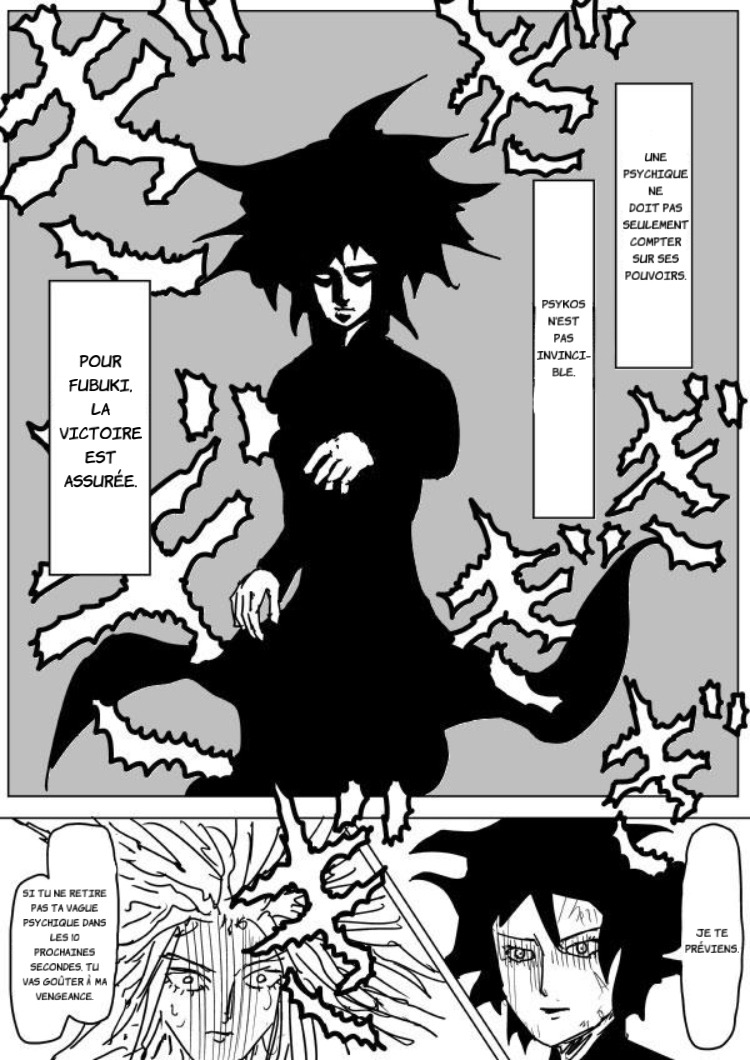 UNE
PSYCHIQUE
NE
DOIT PAS
SEULEMENT
COMPTER
SUR SES
POUVOIRS.
PSYKOS
N'EST
PAS
INVINCI-
BLE.
POUR
FUBUKI,
LA
VICTOIRE
EST
ASSURÉE.
JE TE
PRÉVIENS.
SI TU NE RETIRE
PAS TA VAGUE
PSYCHIQUE DANS
LES 10
PROCHAINES
SECONDES, TU
VAS GOÛTER À MA
VENGEANCE.